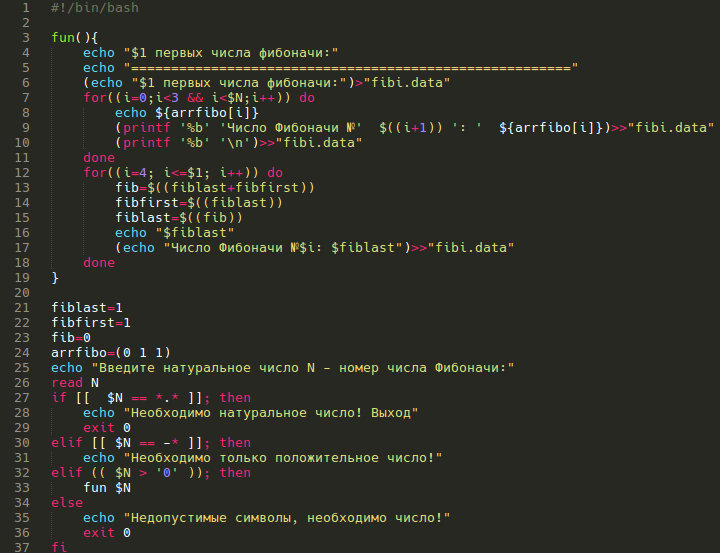 1 #!/bin/bash
2
3 fun(){
4     echo "$1 первых числа фибоначи:"
5     echo "======================================================="
6     (echo "$1 первых числа фибоначи:")>"fibi.data"
7     for((i=0;i<3 && i<$N;i++)) do
8         echo ${arrfibo[i]}
9         (printf '%b' 'Число Фибоначи №'  $((i+1)) ': '  ${arrfibo[i]})>>"fibi.data"
10         (printf '%b' '\n')>>"fibi.data"
11     done
12     for((i=4; i<=$1; i++)) do
13         fib=$((fiblast+fibfirst))
14         fibfirst=$((fiblast))
15         fiblast=$((fib))
16         echo "$fiblast"
17         (echo "Число Фибоначи №$i: $fiblast")>>"fibi.data"
18     done
19 }
20
21 fiblast=1
22 fibfirst=1
23 fib=0
24 arrfibo=(0 1 1)
25 echo "Введите натуральное число N - номер числа Фибоначи:"
26 read N
27 if [[  $N == *.* ]]; then
28     echo "Необходимо натуральное число! Выход"
29     exit 0
30 elif [[ $N == -* ]]; then
31     echo "Необходимо только положительное число!"
32 elif (( $N > '0' )); then
33     fun $N
34 else
35     echo "Недопустимые символы, необходимо число!"
36     exit 0
37 fi